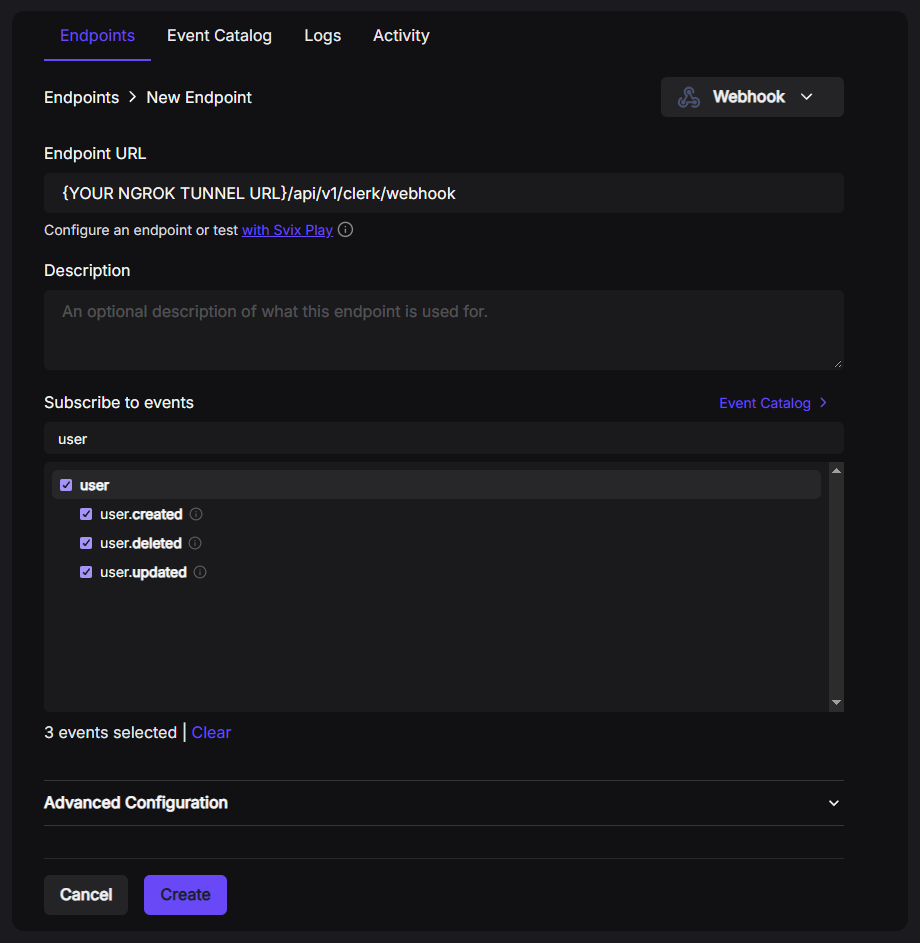 Endpoints Event Catalog Logs Activity
Endpoints > New Endpoint Webhook
Endpoint URL
{YOUR NGROK TUNNEL URL}/api/v1/clerk/webhook
Configure an endpoint or test with Svix Play
Description
An optional description of what this endpoint is used for.
Subscribe to events Event Catalog >
user
user
user.created
user.deleted
user.updated
3 events selected | Clear
Advanced Configuration
Cancel Create